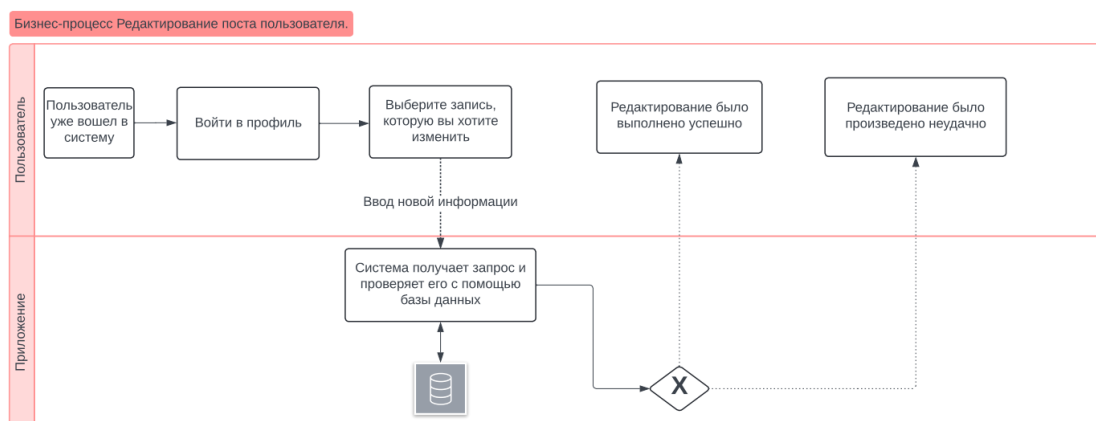 Бизнес-процесс Редактирование поста пользователя.
Пользователь
Пользователь
уже вошел в
систему
Войти в профиль
Выберите запись,
которую вы хотите
изменить
Редактирование было
выполнено успешно
Редактирование было
произведено неудачно
Ввод новой информации
Приложение
Система получает запрос и
проверяет его с помощью
базы данных
X